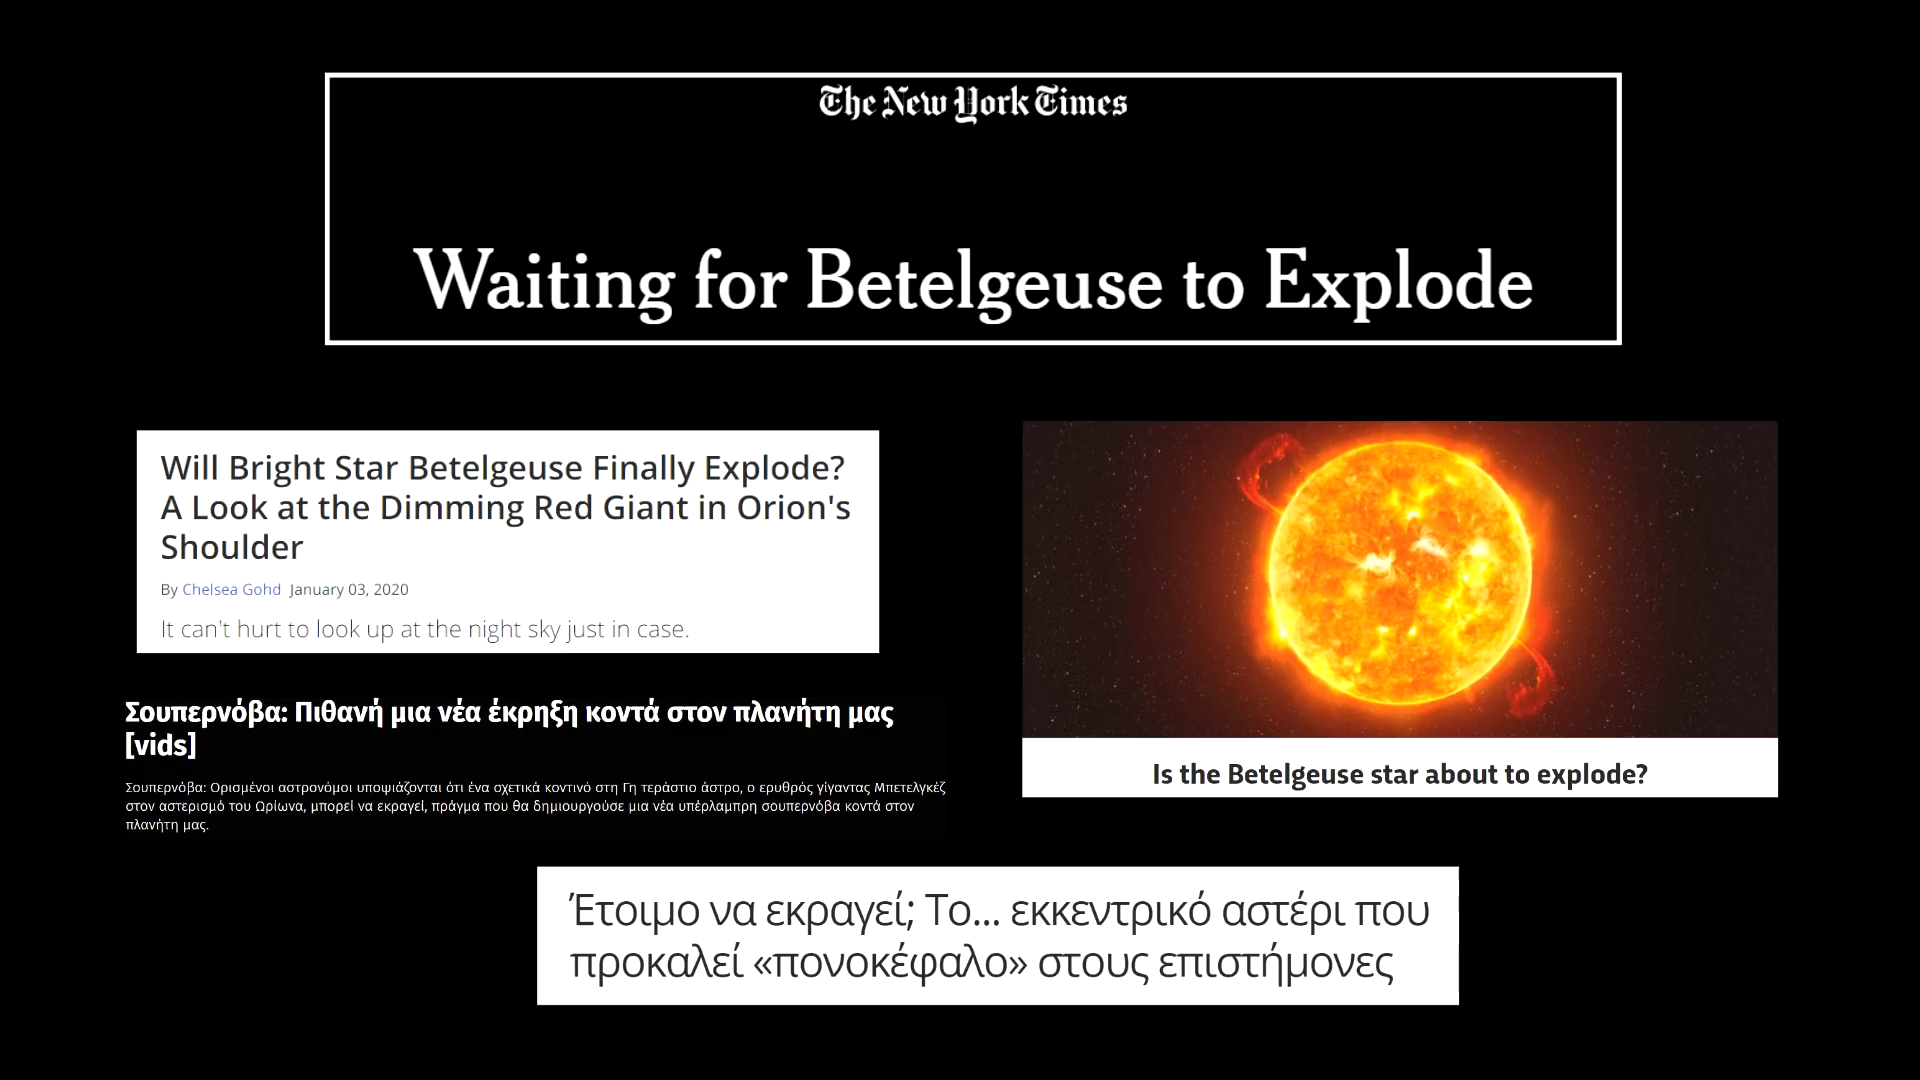 The New York Times
Waiting for Betelgeuse to Explode
Will Bright Star Betelgeuse Finally Explode?
A Look at the Dimming Red Giant in Orion's
Shoulder
By Chelsea Gohd January 03, 2020
It can't hurt to look up at the night sky just in case.
Σουπερνόβα: Πιθανή μια νέα έκρηξη κοντά στον πλανήτη μας
[vids]
Σουπερνόβα: Ορισμένοι αστρονόμοι υποψιάζονται ότι ένα σχετικά κοντινό στη Γη τεράστιο άστρο, ο ερυθρός γίγαντας Μπετελγκέζ
στον αστερισμό του Ωρίωνα, μπορεί να εκραγεί, πράγμα που θα δημιουργούσε μια νέα υπέρλαμπρη σουπερνόβα κοντά στον
πλανήτη μας.
Is the Betelgeuse star about to explode?
Έτοιμο να εκραγεί; Το... εκκεντρικό αστέρι που
προκαλεί «πονοκέφαλο» στους επιστήμονες